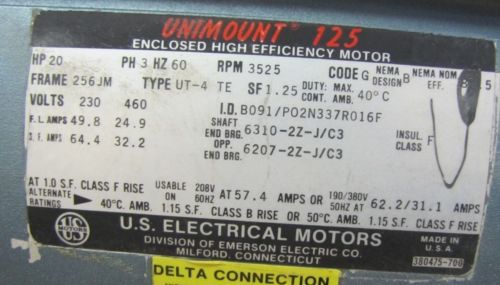 UNIMOUNT® 125
ENCLOSED HIGH EFFICIENCY MOTOR
HP 20 PH 3 HZ 60 RPM 3525 CODE G NEMA DESIGN B NEMA NOM EFF.
FRAME 256JM TYPE UT-4 TE SF 1.25 DUTY: CONT. MAX. AMB. 40°C
VOLTS 230 460 I.D. B091/P02N337R016F
F.L. AMPS 49.8 24.9 SHAFT END BRG. 6310-2Z-J/C3 INSUL CLASS F
S.F. AMPS 64.4 32.2 OPP. END BRG. 6207-2Z-J/C3
AT 1.0 S.F. CLASS F RISE USABLE ON 208V 60HZ AT 57.4 AMPS OR 190/380V 50HZ AT 62.2/31.1 AMPS
ALTERNATE RATINGS 40°C AMB. 1.15 S.F. CLASS B RISE OR 50°C AMB. 1.15 S.F. CLASS F RISE
US MOTORS
U.S. ELECTRICAL MOTORS
DIVISION OF EMERSON ELECTRIC CO.
MILFORD, CONNECTICUT
MADE IN U.S.A.
380475-700
DELTA CONNECTION